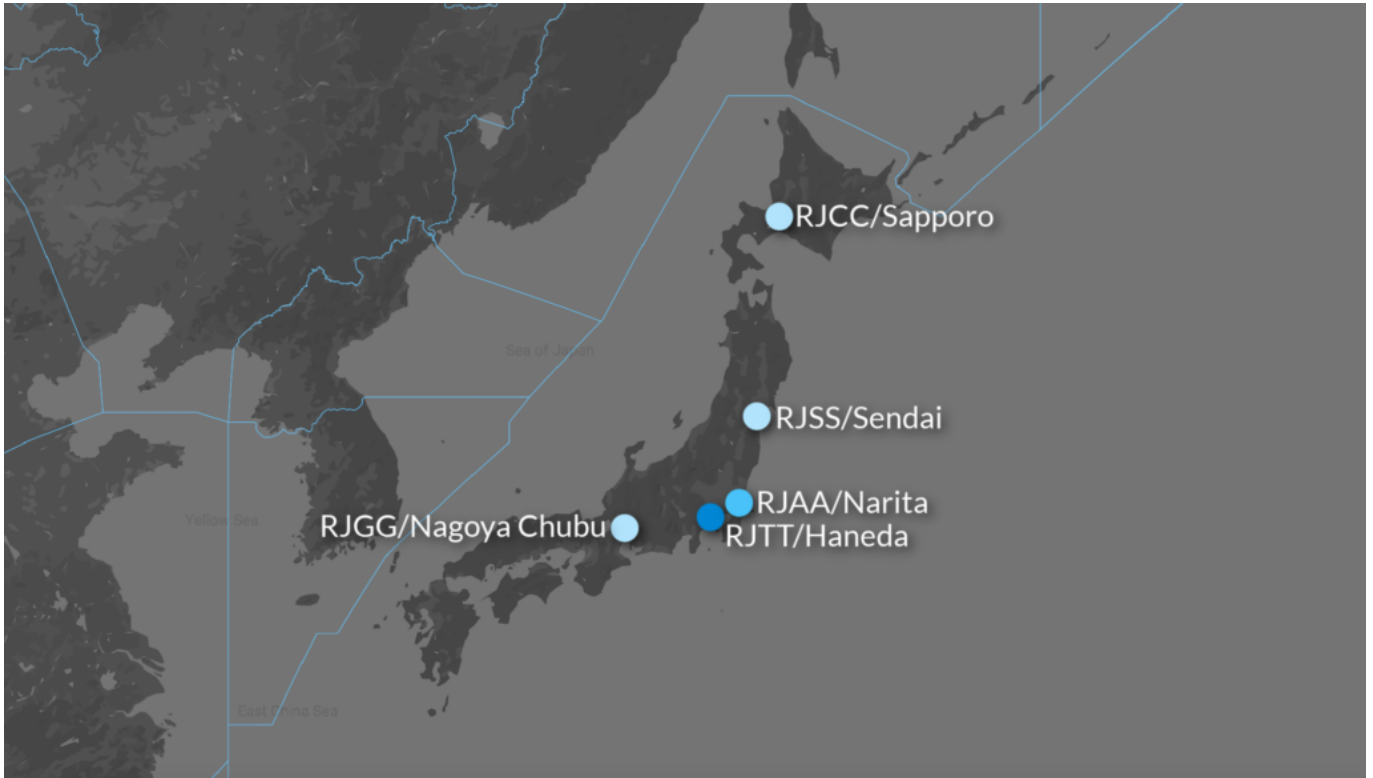 RJCC/Sapporo
Sea of Japan
RJSS/Sendai
RJAA/Narita
Yellow Sea
RJGG/Nagoya Chubu
RJTT/Haneda
East China Sea